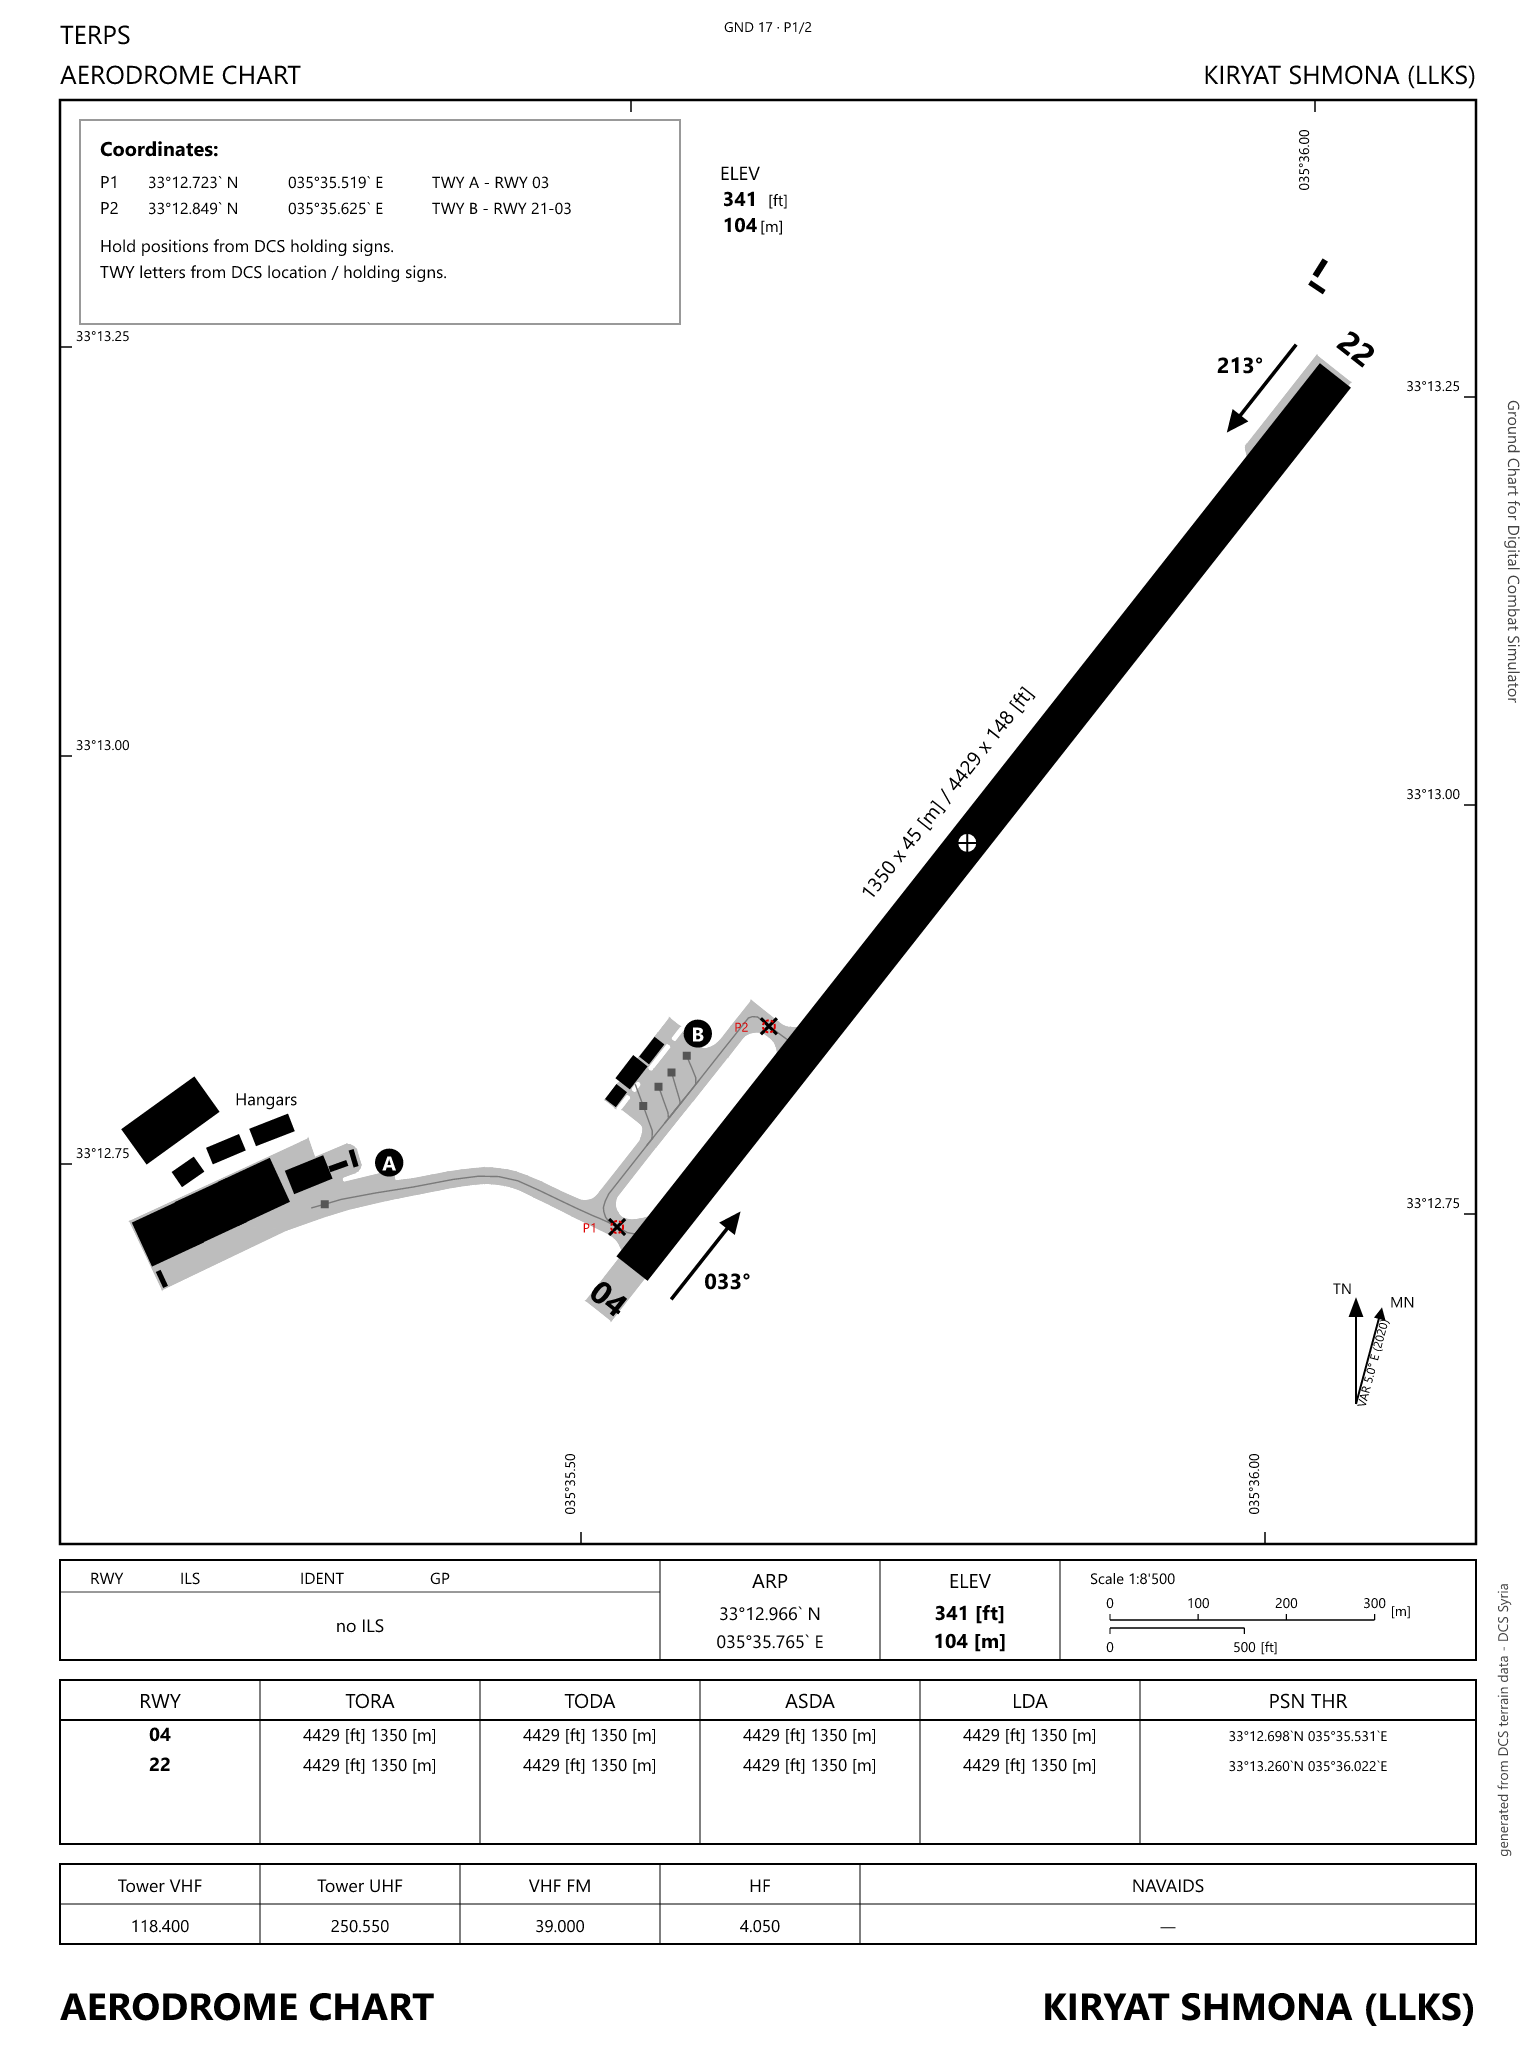 TERPS
GND 17 · P1/2
AERODROME CHART
KIRYAT SHMONA (LLKS)
Coordinates:
P1 33°12.723` N 035°35.519` E TWY A - RWY 03
P2 33°12.849` N 035°35.625` E TWY B - RWY 21-03
Hold positions from DCS holding signs.
TWY letters from DCS location / holding signs.
ELEV
341 [ft]
104 [m]
035°36.00
33°13.25
22
213°
33°13.25
Ground Chart for Digital Combat Simulator
1350 x 45 [m] / 4429 x 148 [ft]
33°13.00
33°13.00
B
P2
Hangars
33°12.75
A
33°12.75
P1
033°
04
TN
MN
VAR 5.0° E (2020)
035°35.50
035°36.00
RWY ILS IDENT GP
no ILS
ARP
33°12.966` N
035°35.765` E
ELEV
341 [ft]
104 [m]
Scale 1:8'500
0 100 200 300 [m]
0 500 [ft]
generated from DCS terrain data - DCS Syria
RWY TORA TODA ASDA LDA PSN THR
04 4429 [ft] 1350 [m] 4429 [ft] 1350 [m] 4429 [ft] 1350 [m] 4429 [ft] 1350 [m] 33°12.698`N 035°35.531`E
22 4429 [ft] 1350 [m] 4429 [ft] 1350 [m] 4429 [ft] 1350 [m] 4429 [ft] 1350 [m] 33°13.260`N 035°36.022`E
Tower VHF Tower UHF VHF FM HF NAVAIDS
118.400 250.550 39.000 4.050 —
AERODROME CHART
KIRYAT SHMONA (LLKS)